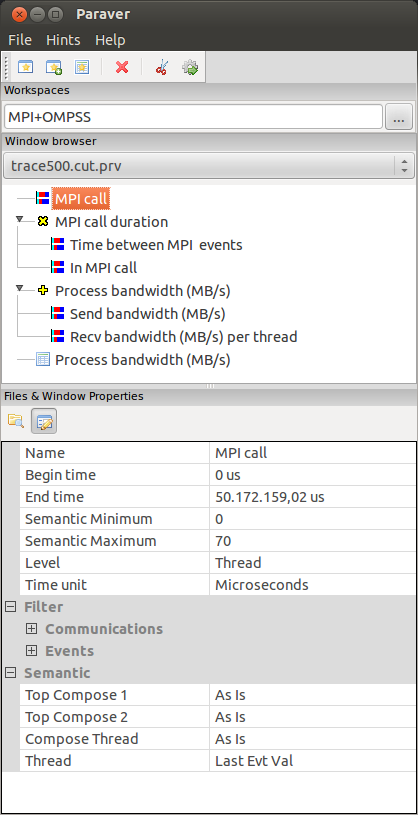 Paraver
File Hints Help
Workspaces
MPI+OMPSS ...
Window browser
trace500.cut.prv
MPI call
MPI call duration
Time between MPI  events
In MPI call
Process bandwidth (MB/s)
Send bandwidth (MB/s)
Recv bandwidth (MB/s) per thread
Process bandwidth (MB/s)
Files & Window Properties
Name MPI call
Begin time 0 us
End time 50.172.159,02 us
Semantic Minimum 0
Semantic Maximum 70
Level Thread
Time unit Microseconds
Filter
Communications
Events
Semantic
Top Compose 1 As Is
Top Compose 2 As Is
Compose Thread As Is
Thread Last Evt Val